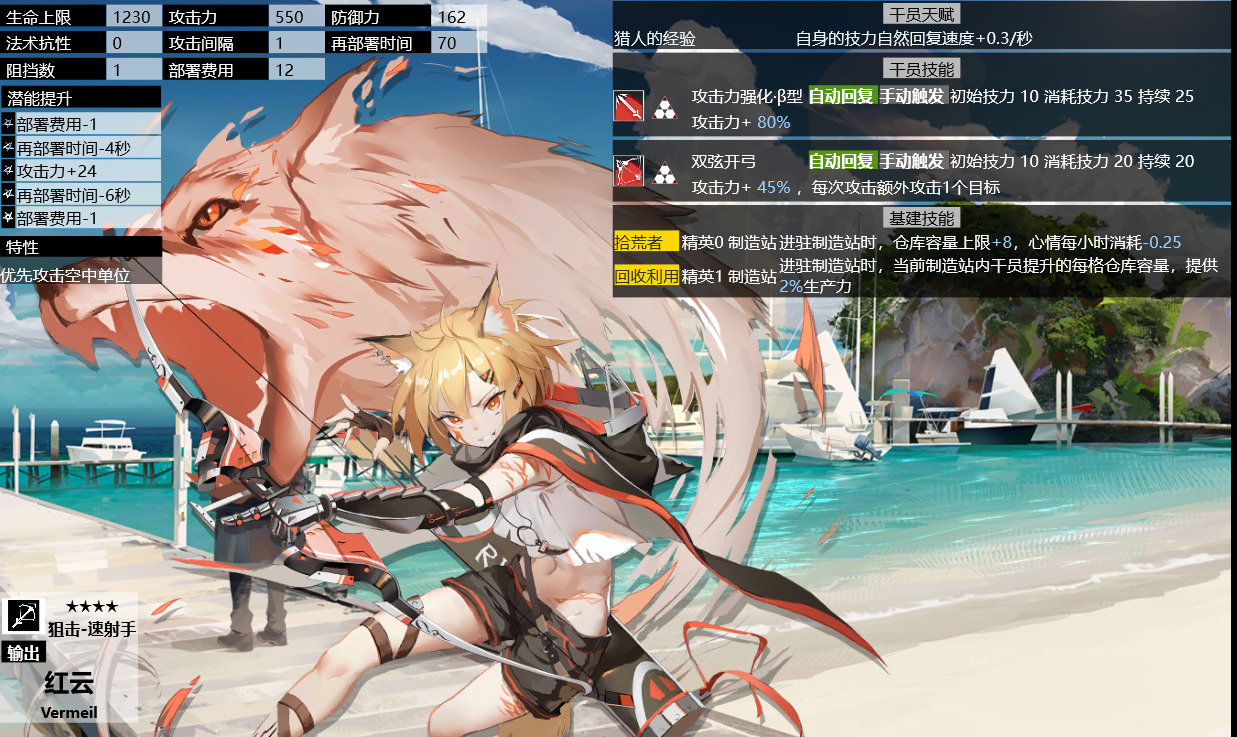 生命上限 1230 攻击力 550 防御力 162
法术抗性 0 攻击间隔 1 再部署时间 70
阻挡数 1 部署费用 12
潜能提升
部署费用-1
再部署时间-4秒
攻击力+24
再部署时间-6秒
部署费用-1
特性
优先攻击空中单位
干员天赋
猎人的经验 自身的技力自然回复速度+0.3/秒
干员技能
攻击力强化·β型 自动回复 手动触发 初始技力 10 消耗技力 35 持续 25
攻击力+ 80%
双弦开弓 自动回复 手动触发 初始技力 10 消耗技力 20 持续 20
攻击力+ 45% ，每次攻击额外攻击1个目标
基建技能
拾荒者 精英0 制造站 进驻制造站时，仓库容量上限+8，心情每小时消耗-0.25
回收利用 精英1 制造站 进驻制造站时，当前制造站内干员提升的每格仓库容量，提供
2%生产力
★★★★
狙击-速射手
输出
红云
Vermeil